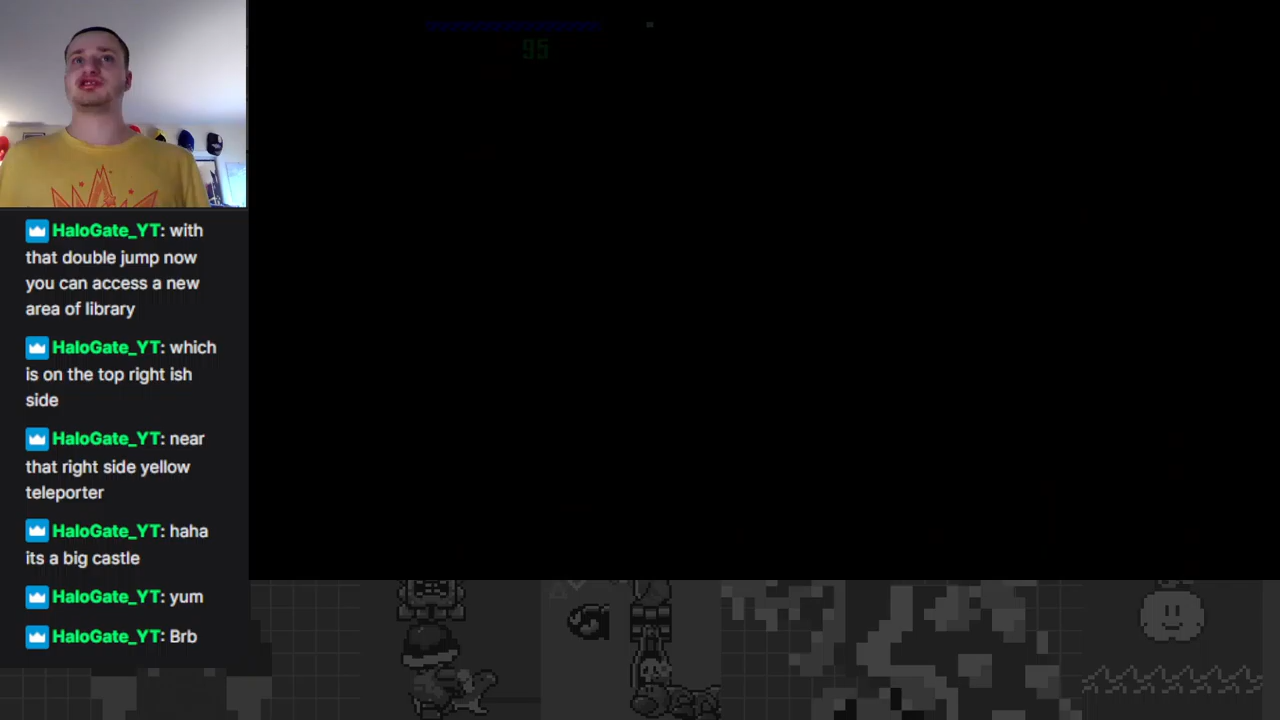 95
HaloGate_YT: with
that double jump now
you can access a new
area of library
HaloGate_YT: which
is on the top right ish
side
HaloGate_YT: near
that right side yellow
teleporter
HaloGate_YT: haha
its a big castle
HaloGate_YT: yum
HaloGate_YT: Brb